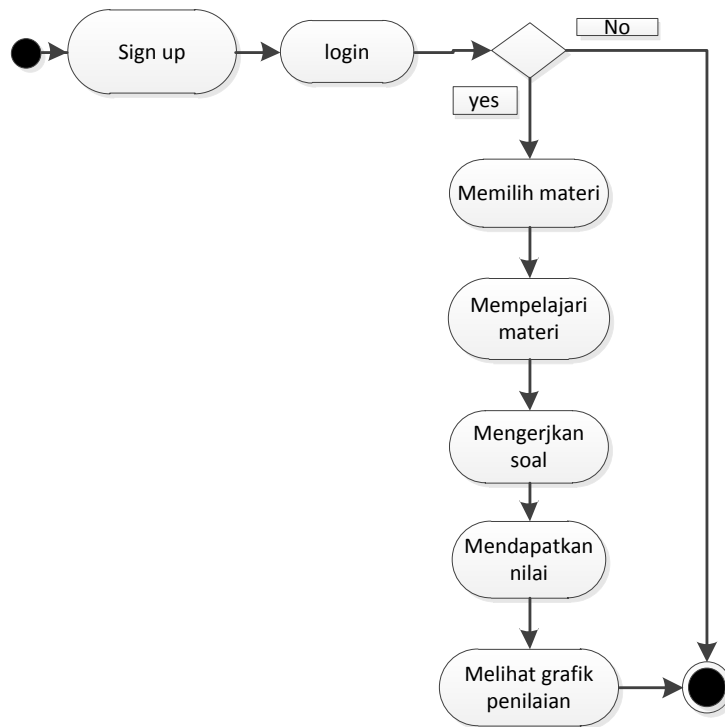 Sign up
login
No
yes
Memilih materi
Mempelajari
materi
Mengerjkan
soal
Mendapatkan
nilai
Melihat grafik
penilaian